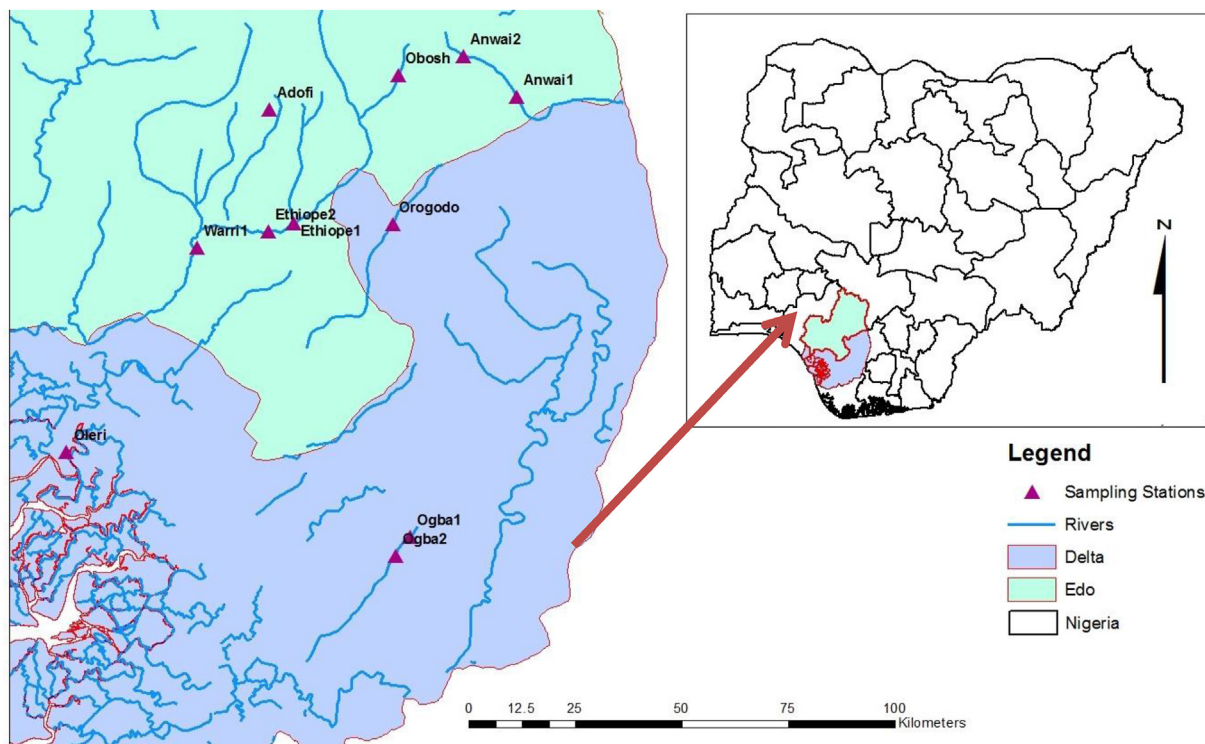 Anwai2
Obosh
Anwai1
Adofi
Ethiope2
Orogodo
Warri1
Ethiope1
Oleri
Ogba1
Ogba2
N
Legend
Sampling Stations
Rivers
Delta
Edo
Nigeria
0 12.5 25 50 75 100
Kilometers